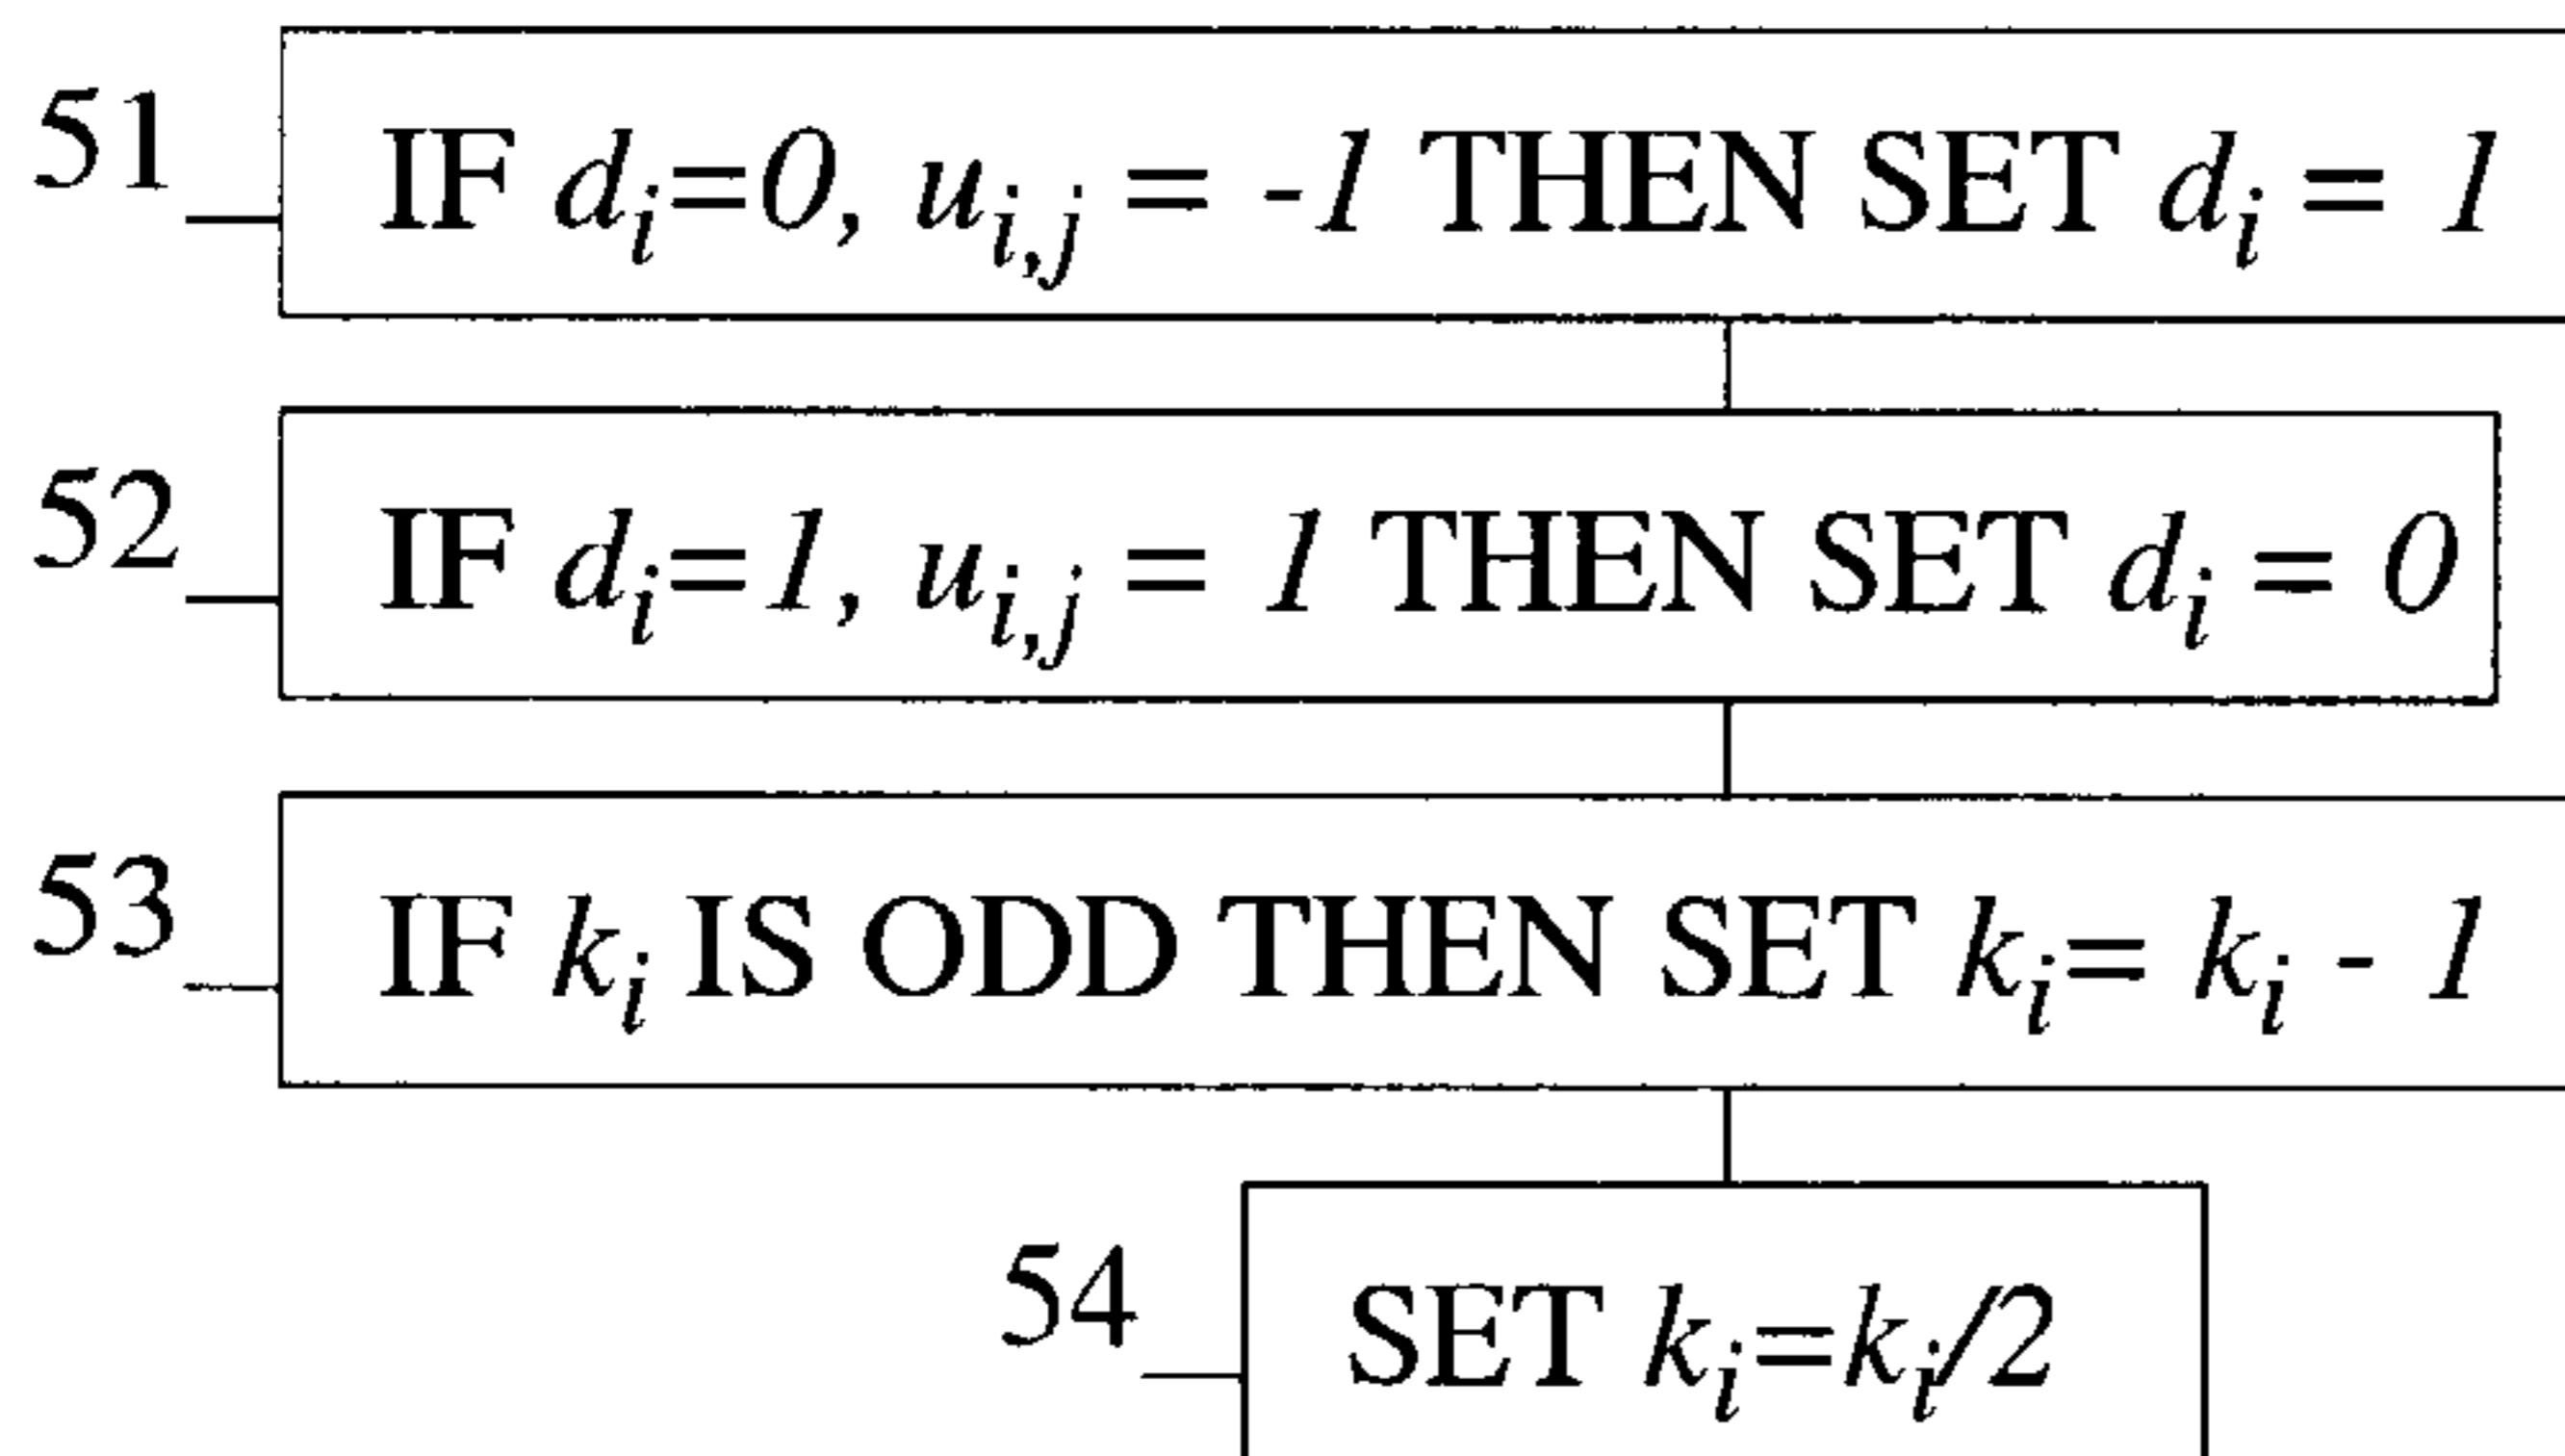 51 IF d_i=0, u_i,j = -1 THEN SET d_i = 1
52 IF d_i=1, u_i,j = 1 THEN SET d_i = 0
53 IF k_i IS ODD THEN SET k_i= k_i - 1
54 SET k_i=k_i/2